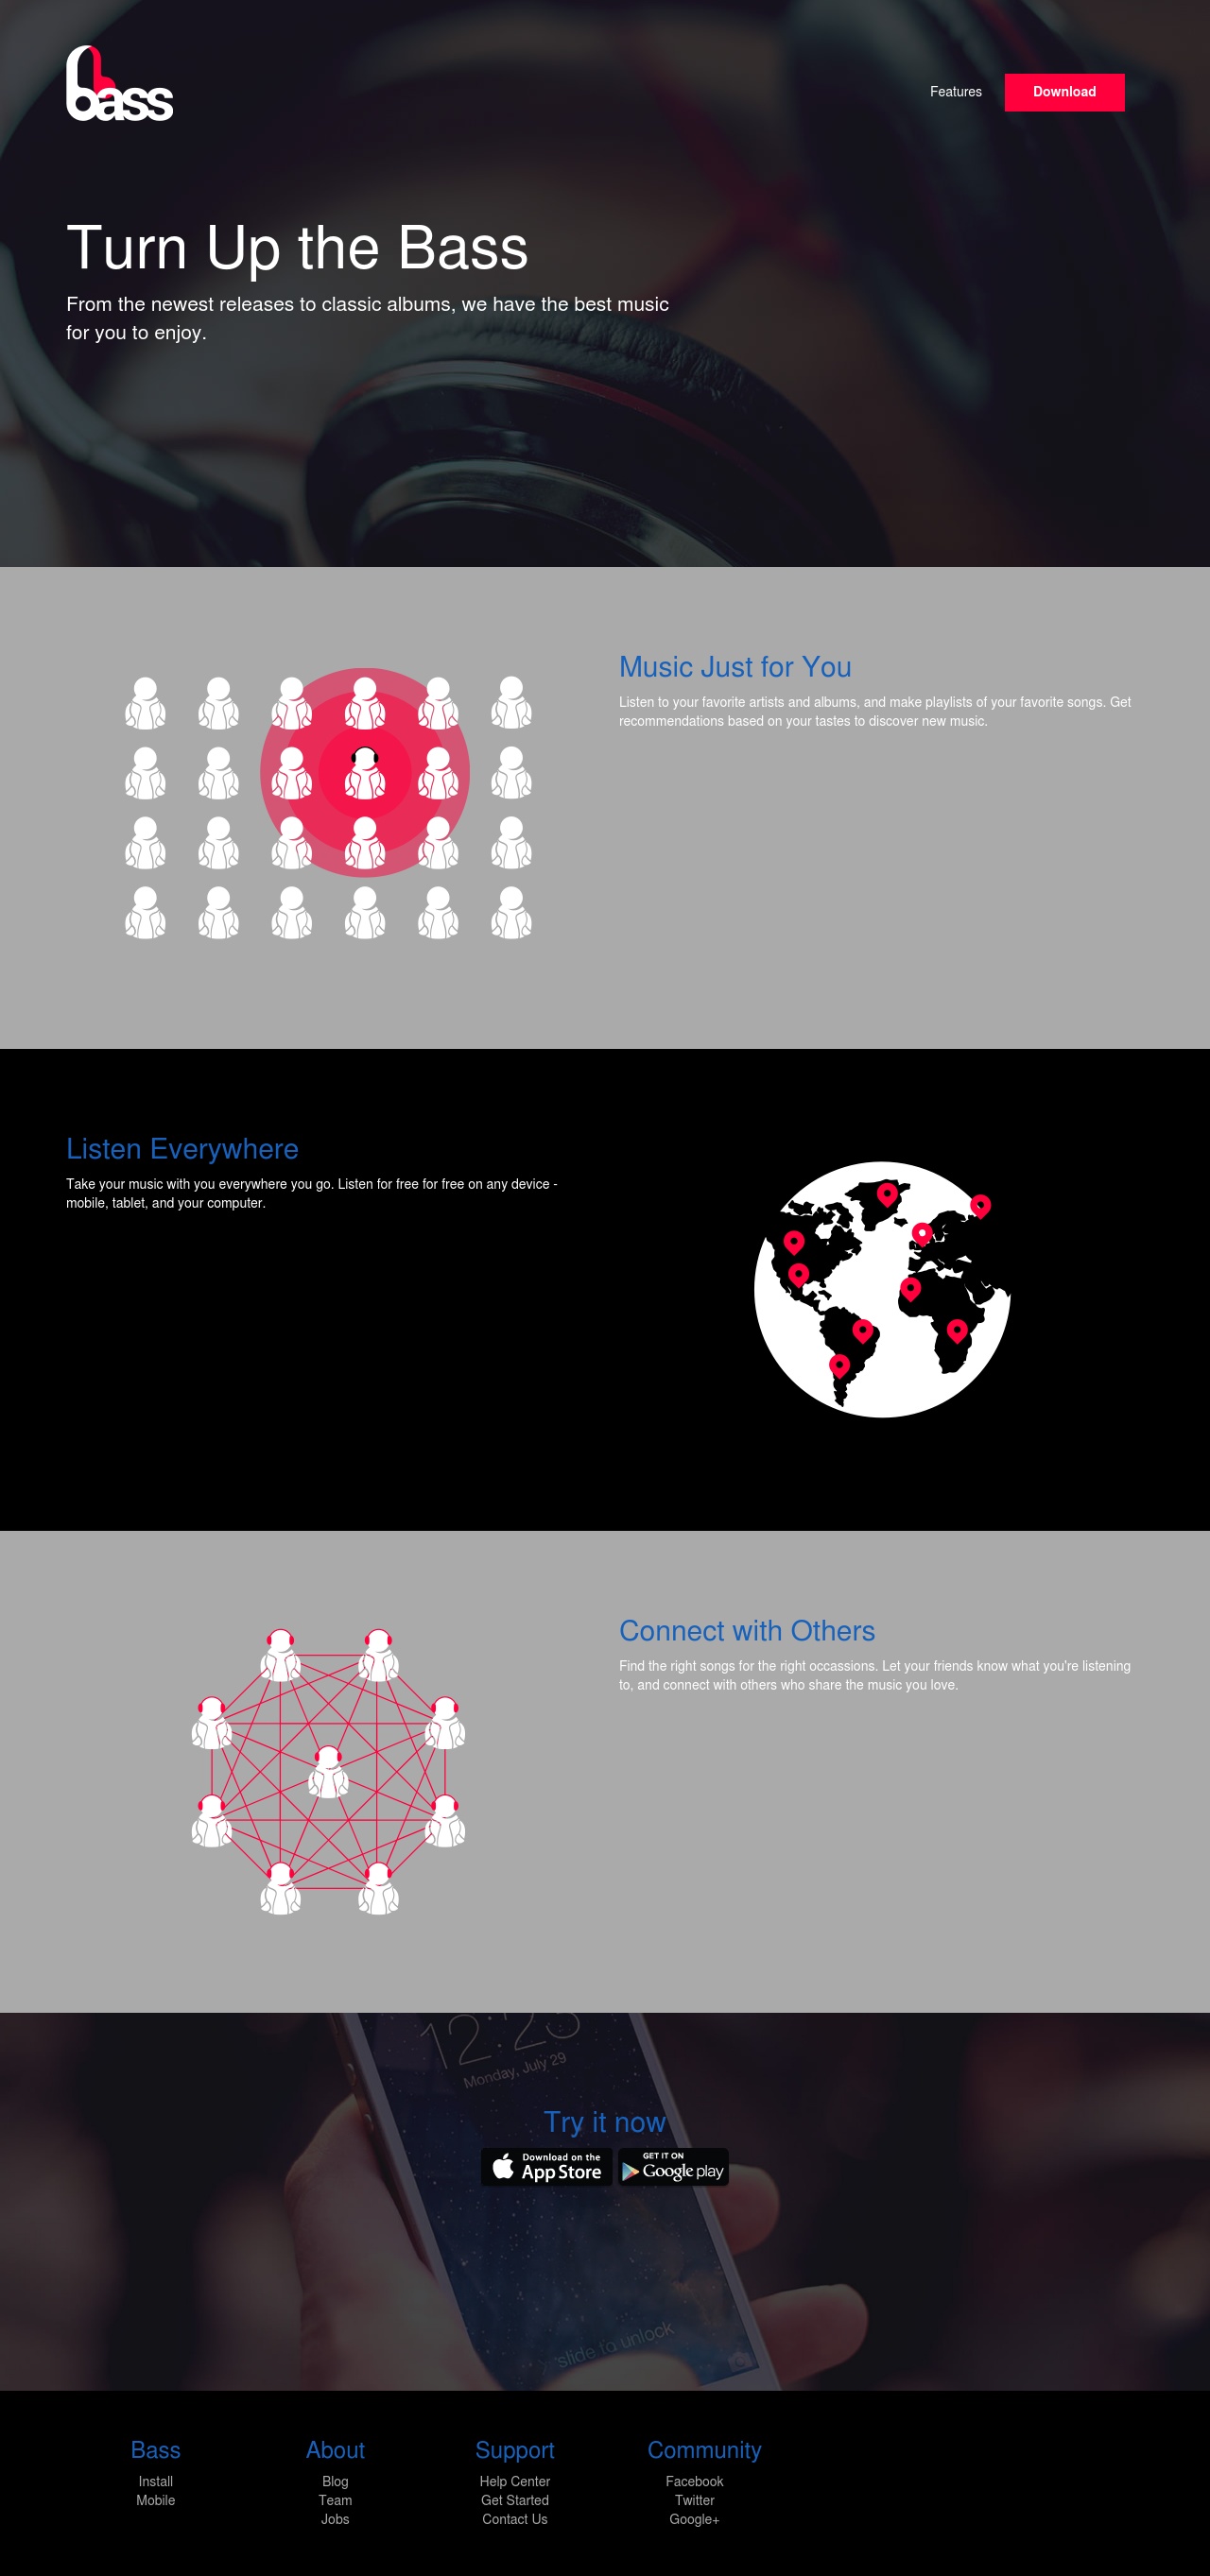 bass
Features
Download
Turn Up the Bass
From the newest releases to classic albums, we have the best music
for you to enjoy.
Music Just for You
Listen to your favorite artists and albums, and make playlists of your favorite songs. Get
recommendations based on your tastes to discover new music.
Listen Everywhere
Take your music with you everywhere you go. Listen for free for free on any device -
mobile, tablet, and your computer.
Connect with Others
Find the right songs for the right occassions. Let your friends know what you're listening
to, and connect with others who share the music you love.
12:23
Monday, July 29
Try it now
Download on the
App Store
GET IT ON
Google play
slide to unlock
Bass
Install
Mobile
About
Blog
Team
Jobs
Support
Help Center
Get Started
Contact Us
Community
Facebook
Twitter
Google+